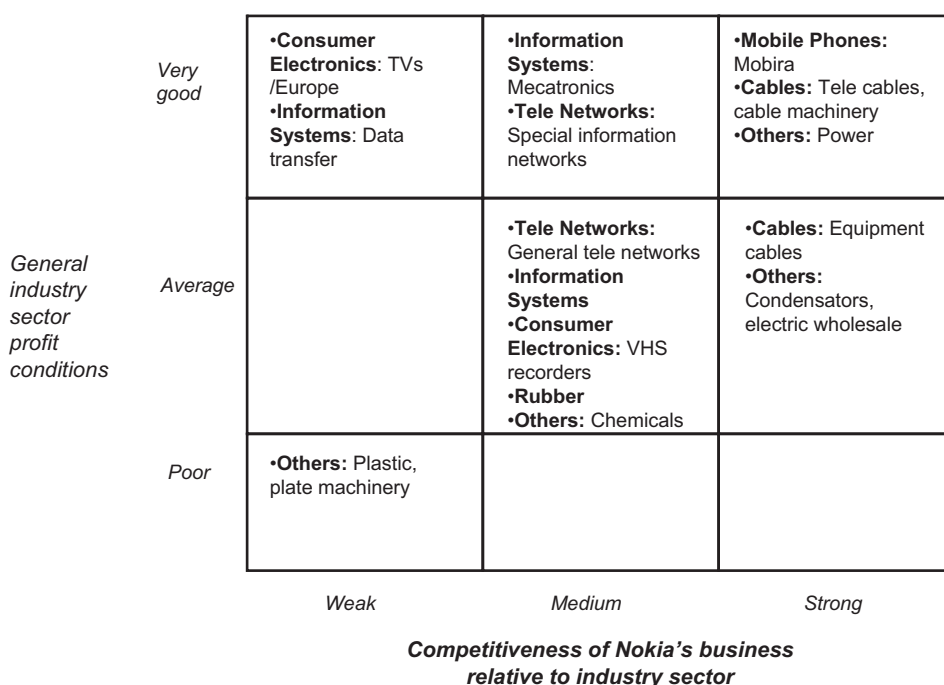 Very
good
•Consumer
Electronics: TVs
/Europe
•Information
Systems: Data
transfer
•Information
Systems:
Mecatronics
•Tele Networks:
Special information
networks
•Mobile Phones:
Mobira
•Cables: Tele cables,
cable machinery
•Others: Power
General
industry
sector
profit
conditions
Average
•Tele Networks:
General tele networks
•Information
Systems
•Consumer
Electronics: VHS
recorders
•Rubber
•Others: Chemicals
•Cables: Equipment
cables
•Others:
Condensators,
electric wholesale
Poor
•Others: Plastic,
plate machinery
Weak
Medium
Strong
Competitiveness of Nokia's business
relative to industry sector